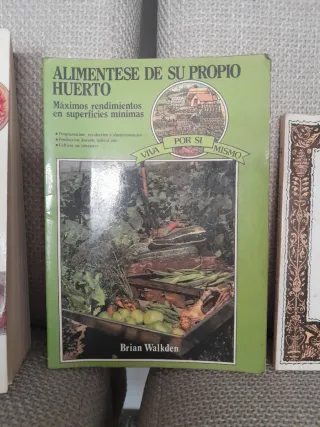 ALIMENTESE DE SU PROPIO
HUERTO
Máximos rendimientos
en superficies mínimas
VIVA POR SI MISMO
Brian Walkden